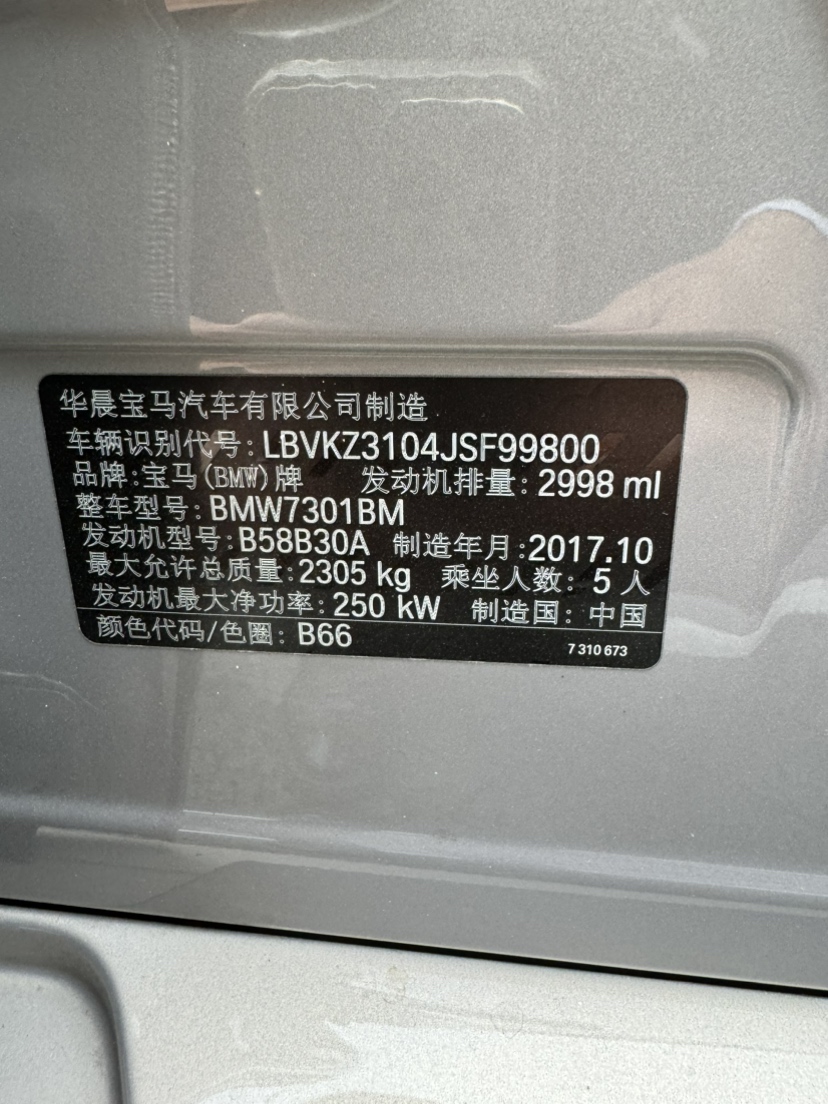 华晨宝马汽车有限公司制造
车辆识别代号: LBVKZ3104JSF99800
品牌:宝马(BMW)牌 发动机排量: 2998 ml
整车型号: BMW7301BM
发动机型号: B58B30A 制造年月:2017.10
最大允许总质量: 2305 kg 乘坐人数: 5 人
发动机最大净功率: 250 kW 制造国: 中国
颜色代码/色圈: B66
7 310 673